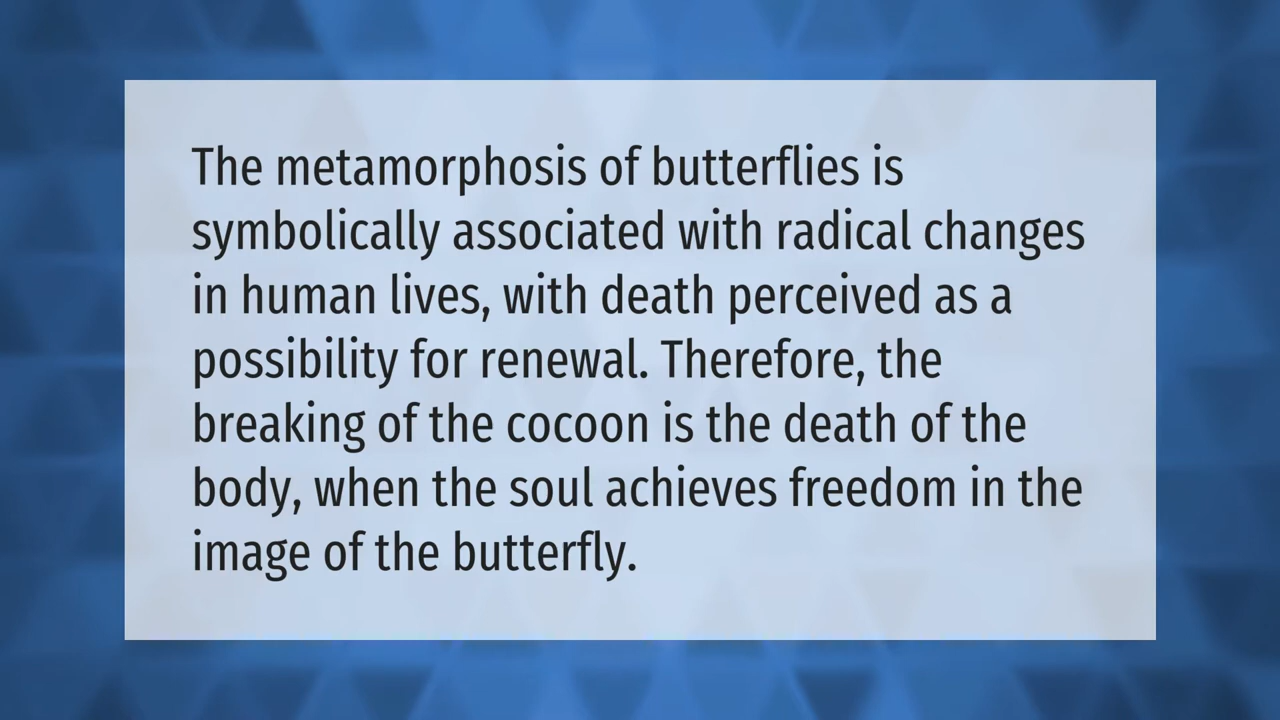 The metamorphosis of butterflies is
symbolically associated with radical changes
in human lives, with death perceived as a
possibility for renewal. Therefore, the
breaking of the cocoon is the death of the
body, when the soul achieves freedom in the
image of the butterfly.